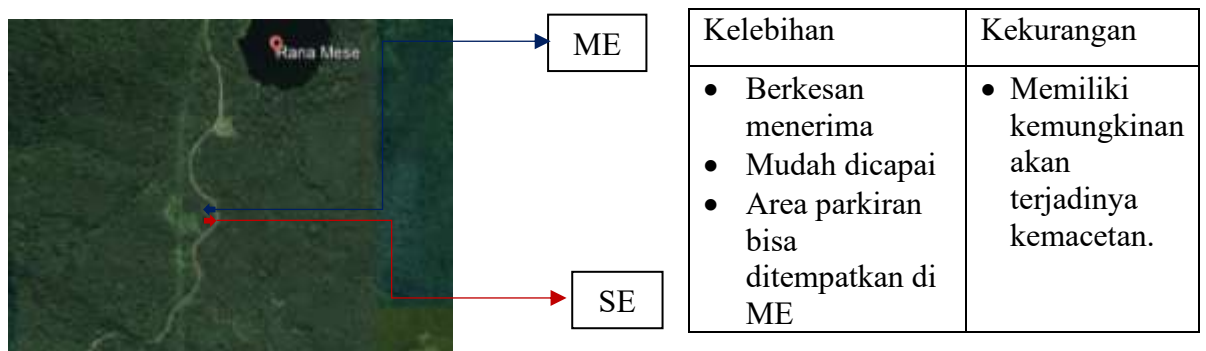 Rana Mese
ME
SE
Kelebihan
Kekurangan
• Berkesan
menerima
• Mudah dicapai
• Area parkiran
bisa
ditempatkan di
ME
• Memiliki
kemungkinan
akan
terjadinya
kemacetan.